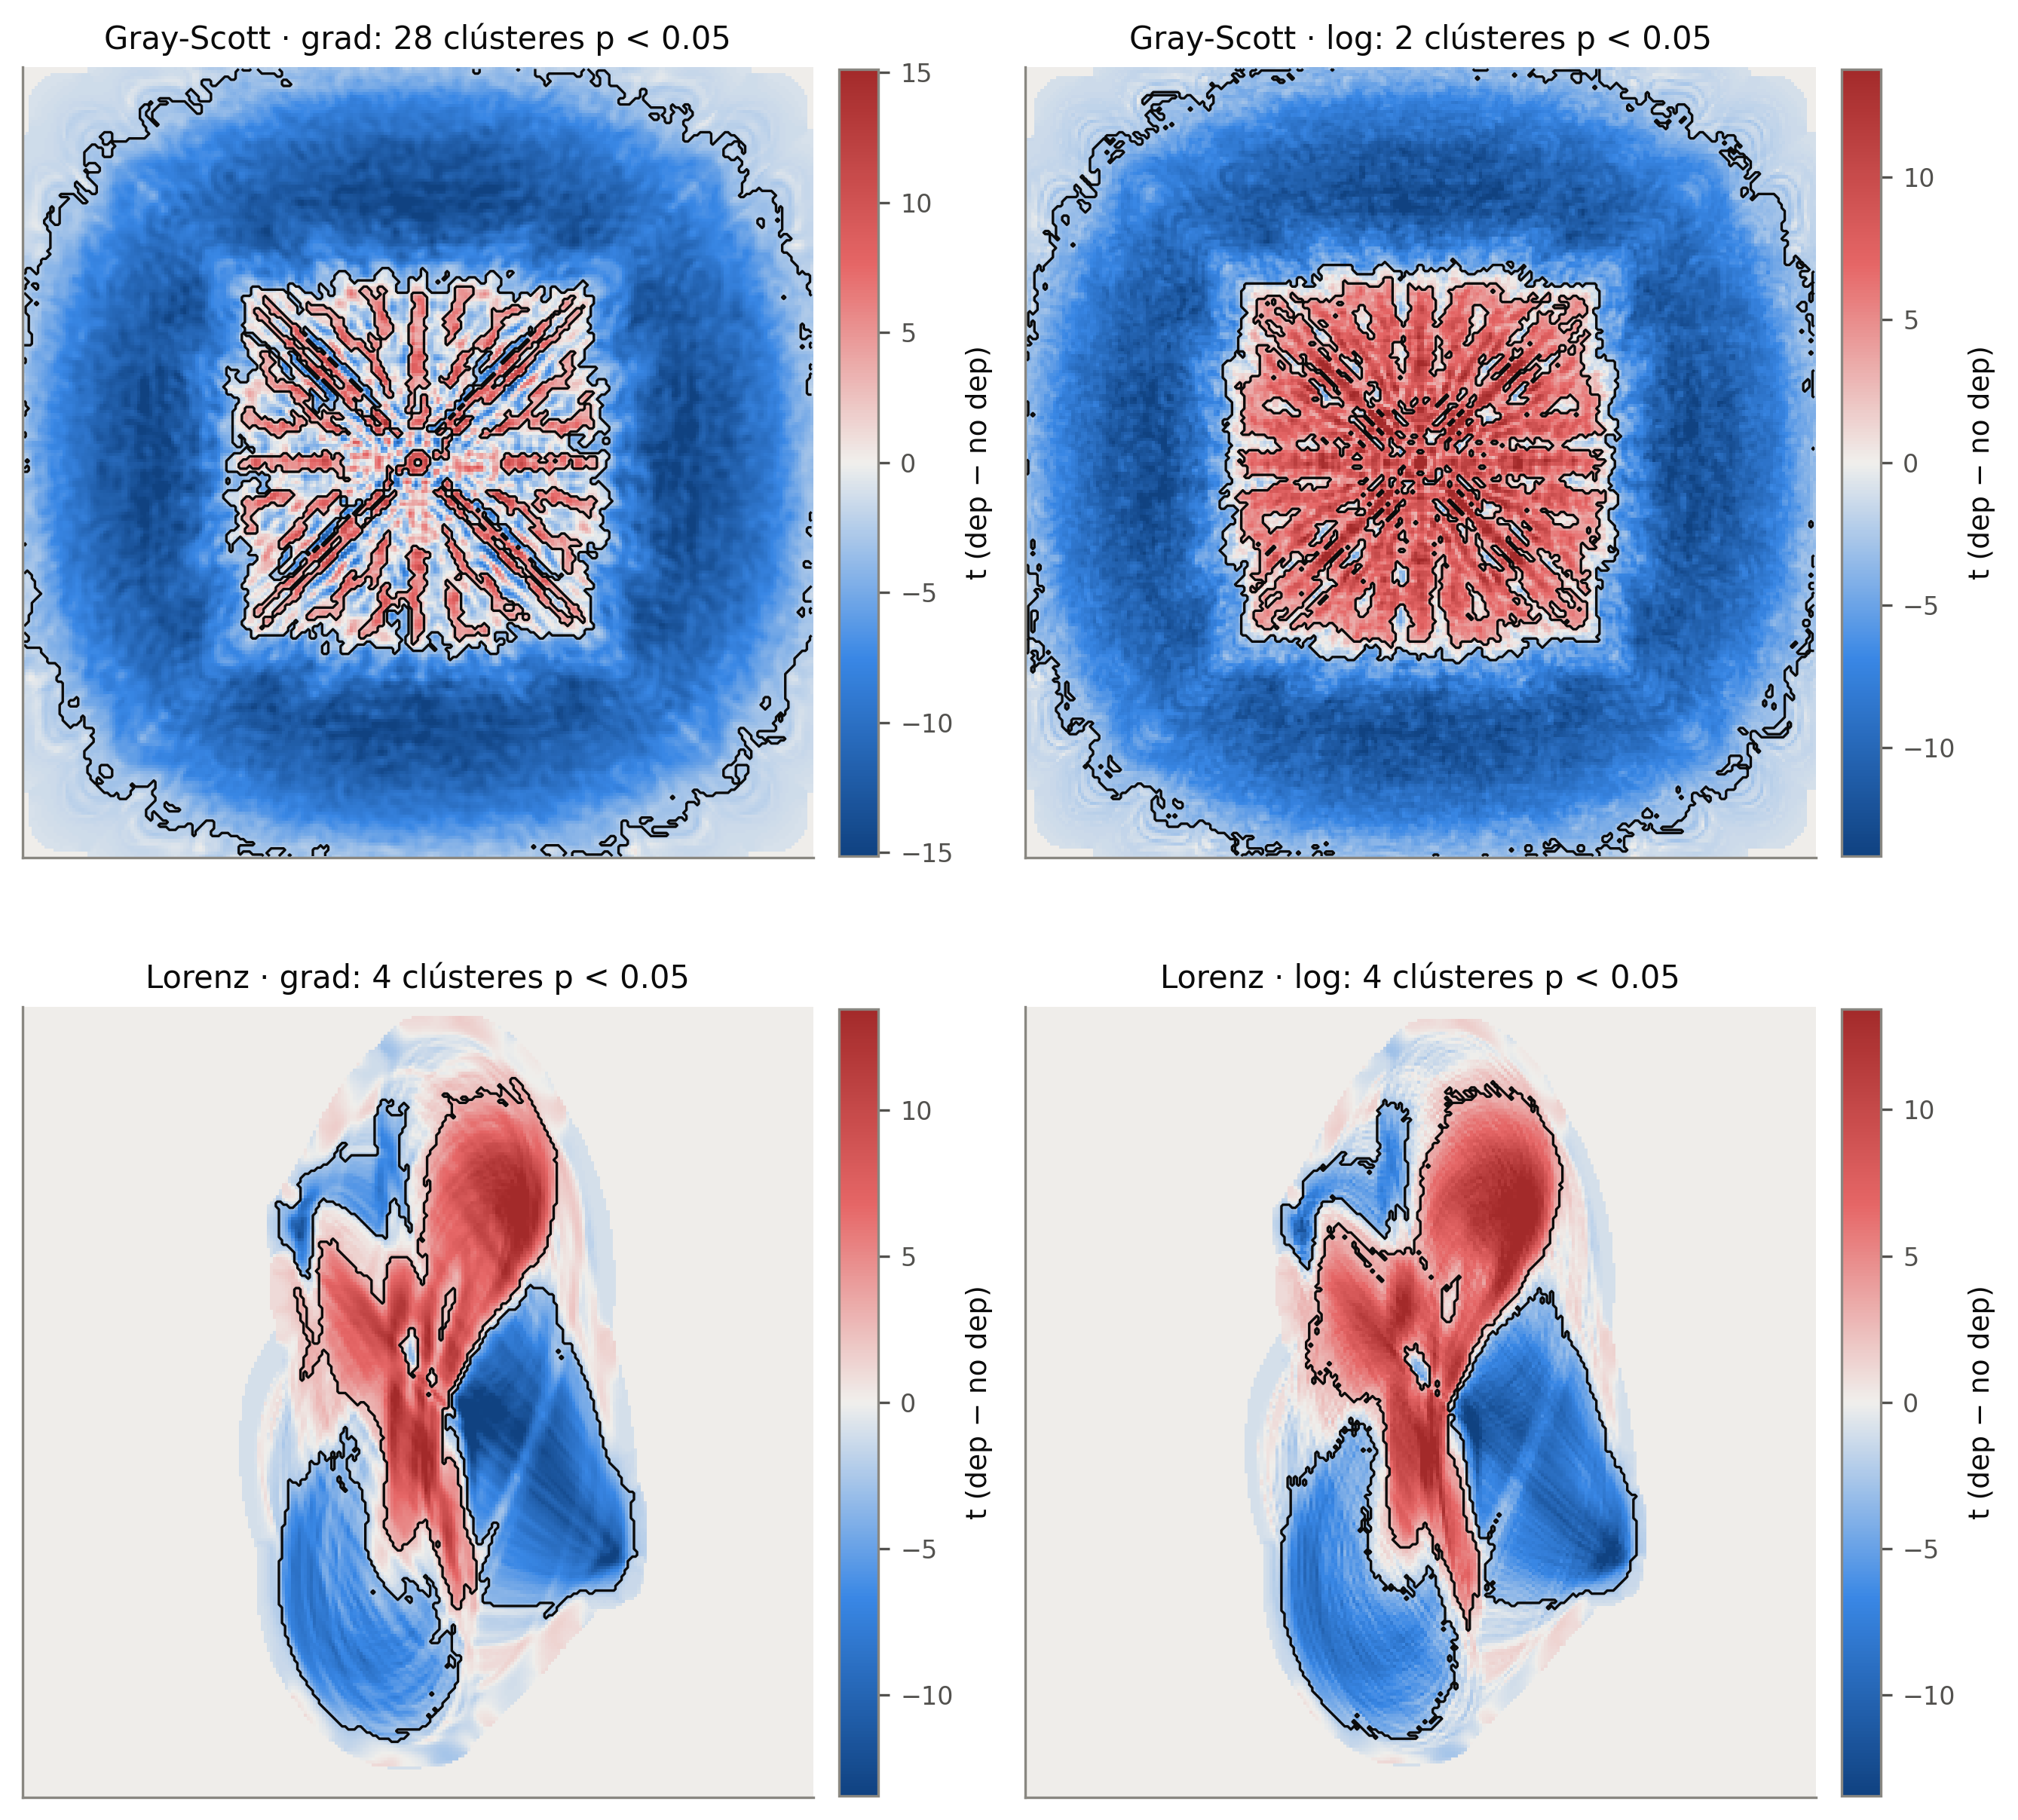 Gray-Scott · grad: 28 clústeres p < 0.05
15
10
5
0
−5
−10
−15
t (dep − no dep)
Gray-Scott · log: 2 clústeres p < 0.05
10
5
0
−5
−10
t (dep − no dep)
Lorenz · grad: 4 clústeres p < 0.05
10
5
0
−5
−10
t (dep − no dep)
Lorenz · log: 4 clústeres p < 0.05
10
5
0
−5
−10
t (dep − no dep)